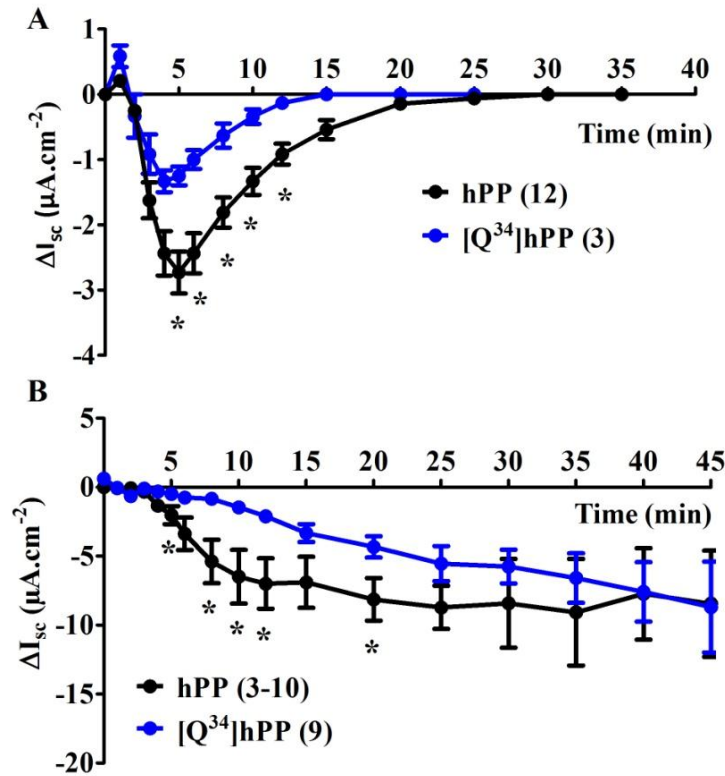 A
1
0
-1
-2
-3
-4
5 10 15 20 25 30 35 40
Time (min)
ΔIsc (µA.cm⁻²)
hPP (12)
[Q³⁴]hPP (3)
* * * * *
B
5
0
-5
-10
-15
-20
5 10 15 20 25 30 35 40 45
Time (min)
ΔIsc (µA.cm⁻²)
* * * * *
hPP (3-10)
[Q³⁴]hPP (9)